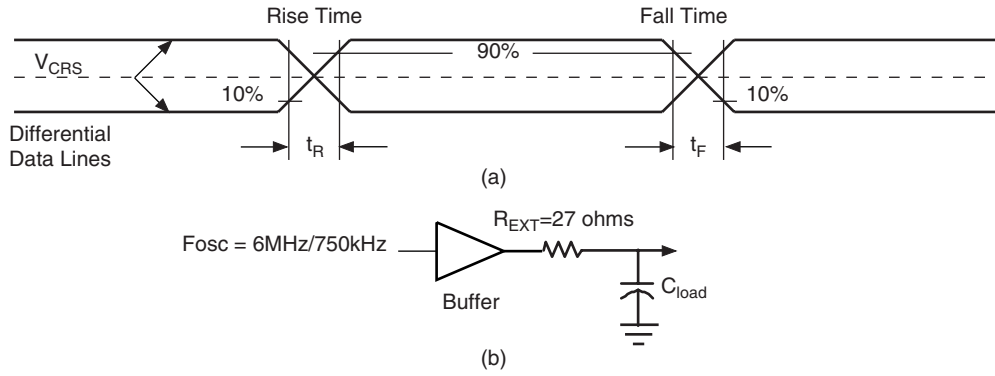 Rise Time
Fall Time
V_CRS
90%
10%
10%
Differential
Data Lines
t_R
t_F
(a)
R_EXT=27 ohms
Fosc = 6MHz/750kHz
Buffer
C_load
(b)